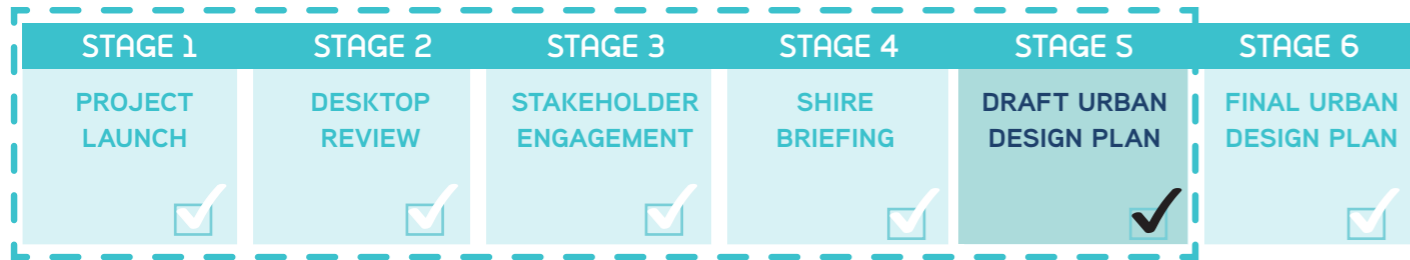 STAGE 1
STAGE 2
STAGE 3
STAGE 4
STAGE 5
STAGE 6
PROJECT
LAUNCH
DESKTOP
REVIEW
STAKEHOLDER
ENGAGEMENT
SHIRE
BRIEFING
DRAFT URBAN
DESIGN PLAN
FINAL URBAN
DESIGN PLAN